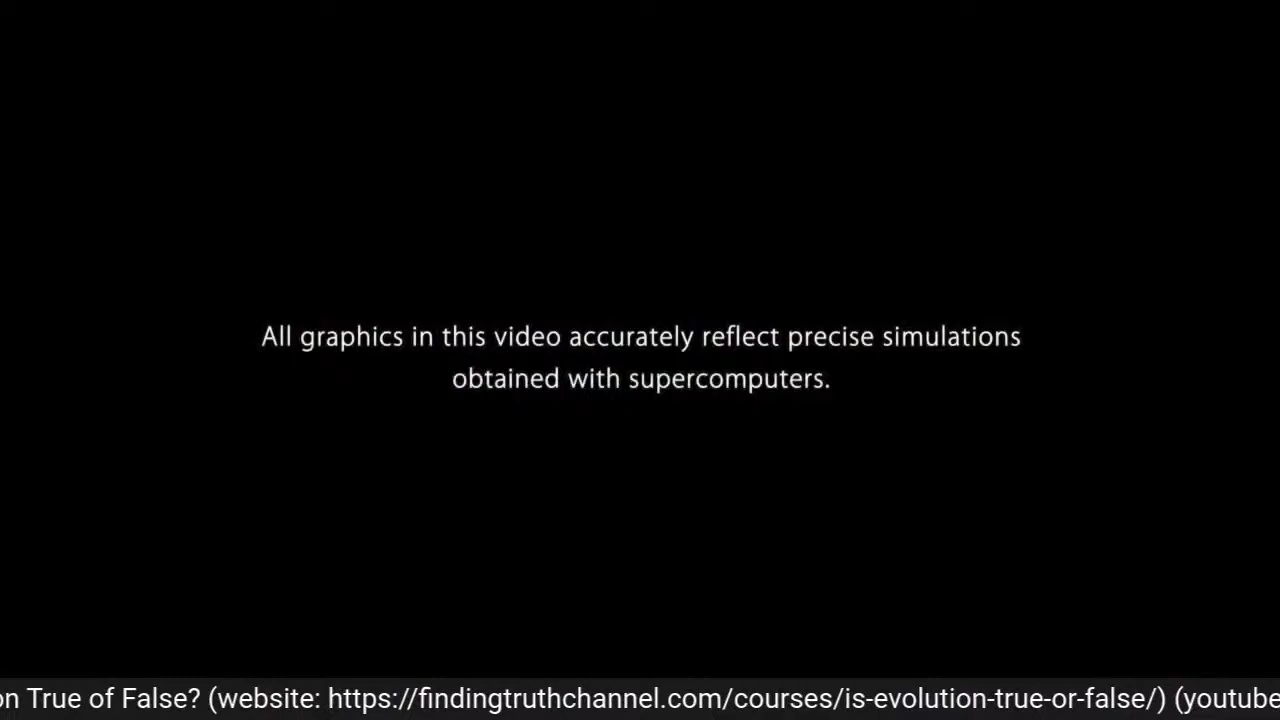 All graphics in this video accurately reflect precise simulations
obtained with supercomputers.
on True of False? (website: https://findingtruthchannel.com/courses/is-evolution-true-or-false/) (youtube